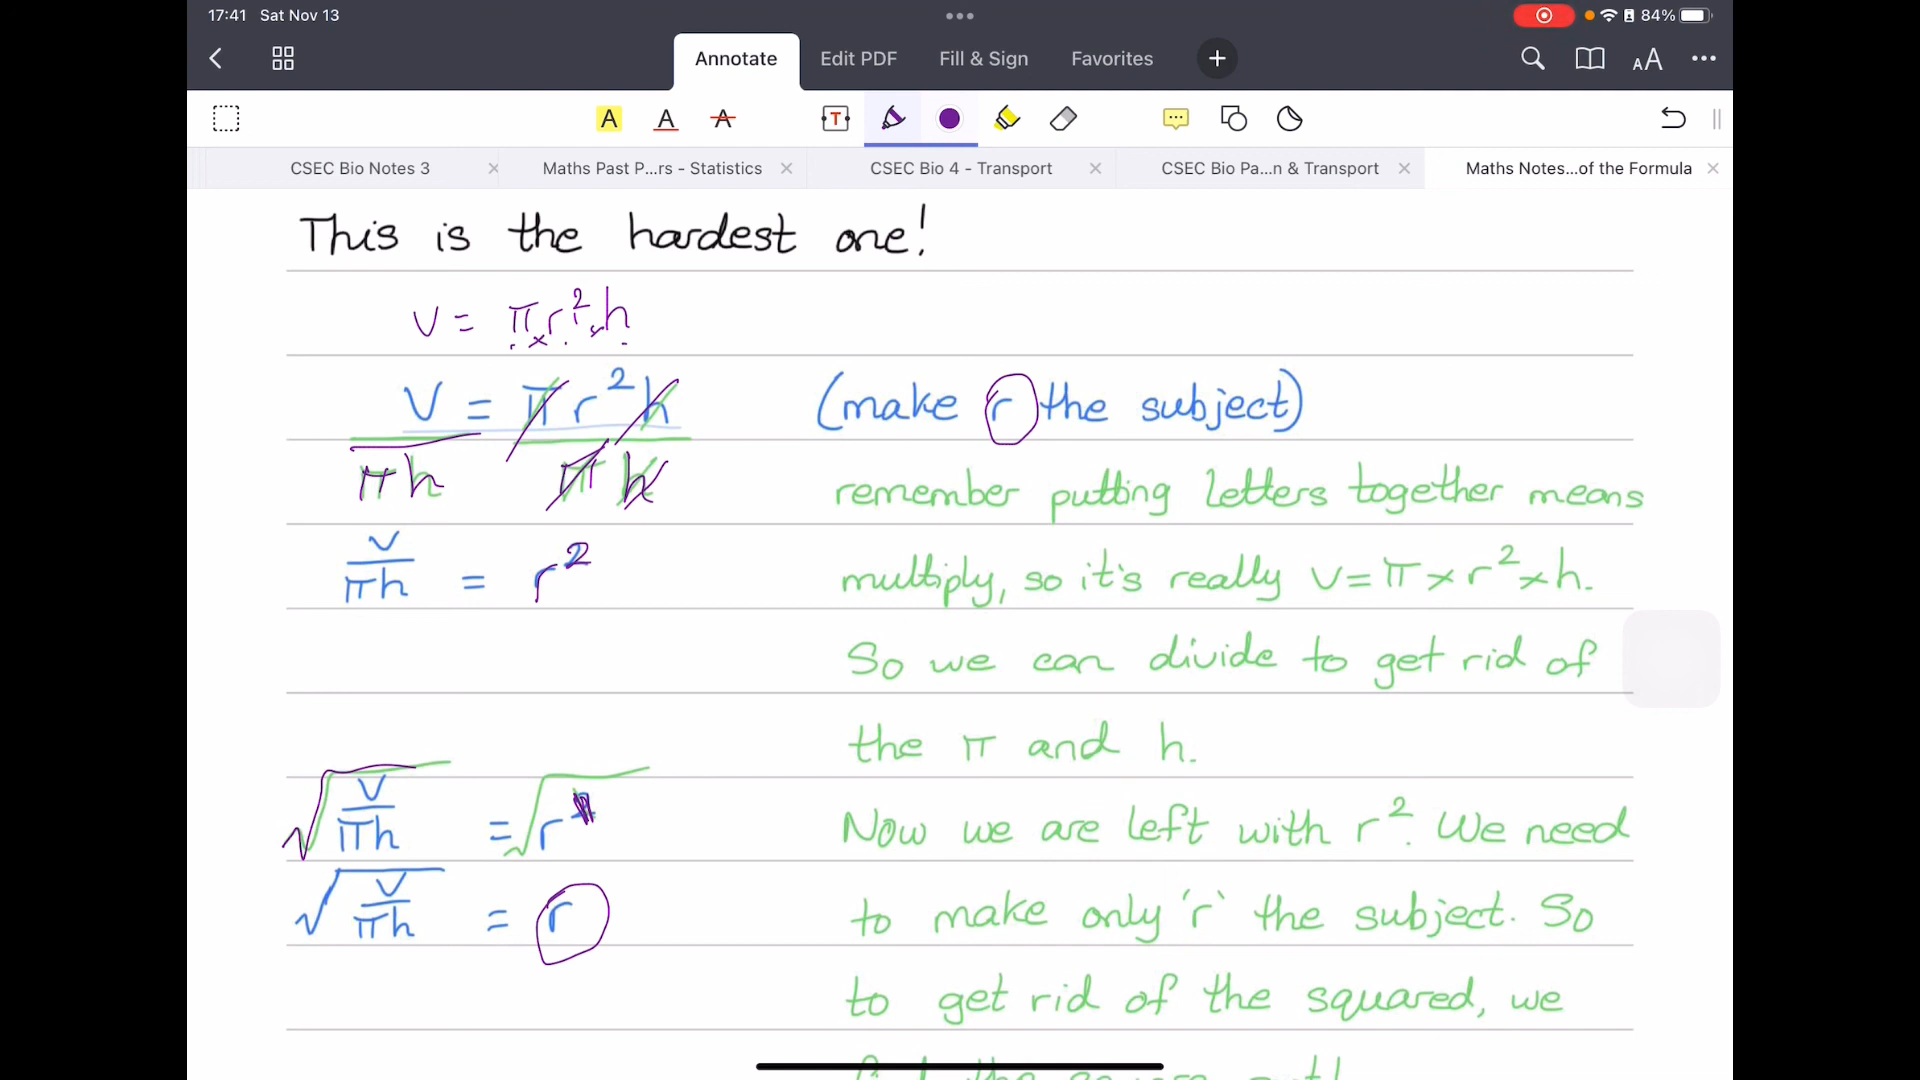 17:41 Sat Nov 13
84%
Annotate Edit PDF Fill & Sign Favorites
A A A T AA
CSEC Bio Notes 3 Maths Past P...rs - Statistics CSEC Bio 4 - Transport CSEC Bio Pa...n & Transport Maths Notes...of the Formula
This is the hardest one!
V = π×r²×h
V = πr²h (make r the subject)
πh πh remember putting letters together means
V/πh = r² multiply, so it's really V=π×r²×h.
So we can divide to get rid of
the π and h.
√V/πh = √r² Now we are left with r². We need
√V/πh = r to make only 'r' the subject. So
to get rid of the squared, we